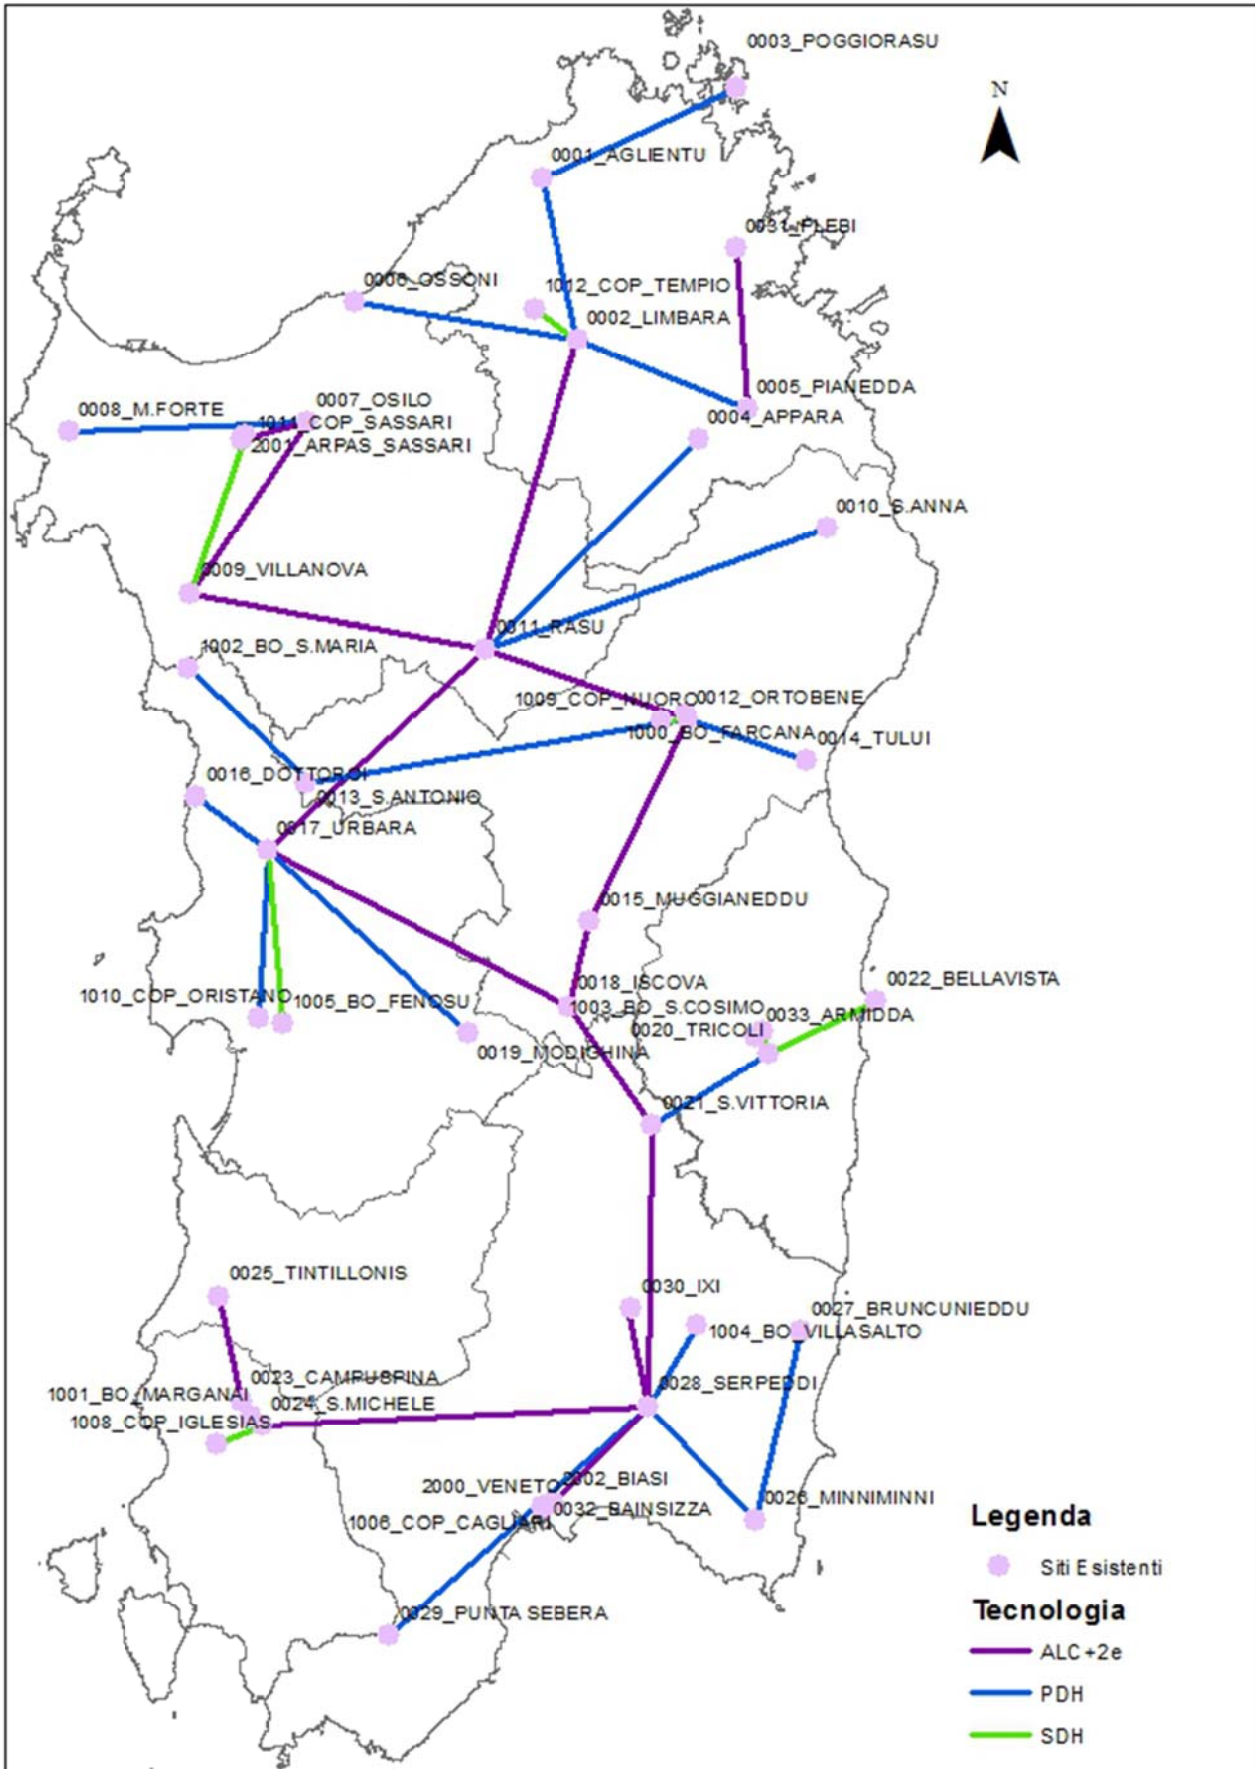 0003_POGGIORASU
N
0001_AGLIENTU
0031_PLEBI
0006_OSSONI
1012_COP_TEMPIO
0002_LIMBARA
0005_PIANEDDA
0007_OSILO
0008_M.FORTE
0004_APPARA
1011_COP_SASSARI
2001_ARPAS_SASSARI
0010_S.ANNA
0009_VILLANOVA
0011_RASU
1002_BO_S.MARIA
1009_COP_NUORO
0012_ORTOBENE
1000_BO_FARCANA
0014_TULUI
0016_DOTTOROI
0013_S.ANTONIO
0017_URBARA
0015_MUGGIANEDDU
0018_ISCOVA
0022_BELLAVISTA
1010_COP_ORISTANO
1005_BO_FENOSU
1003_BO_S.COSIMO
0033_ARMIDDA
0020_TRICOLI
0019_MODIGHINA
0021_S.VITTORIA
0025_TINTILLONIS
0030_IXI
0027_BRUNCUNIEDDU
1004_BO_VILLASALTO
0023_CAMPUSPINA
0028_SERPEDDI
1001_BO_MARGANAI
0024_S.MICHELE
1008_COP_IGLESIAS
2002_BIASI
2000_VENETO
0026_MINNIMINNI
0032_BAINSIZZA
1006_COP_CAGLIARI
0029_PUNTA SEBERA
Legenda
Siti Esistenti
Tecnologia
ALC+2e
PDH
SDH